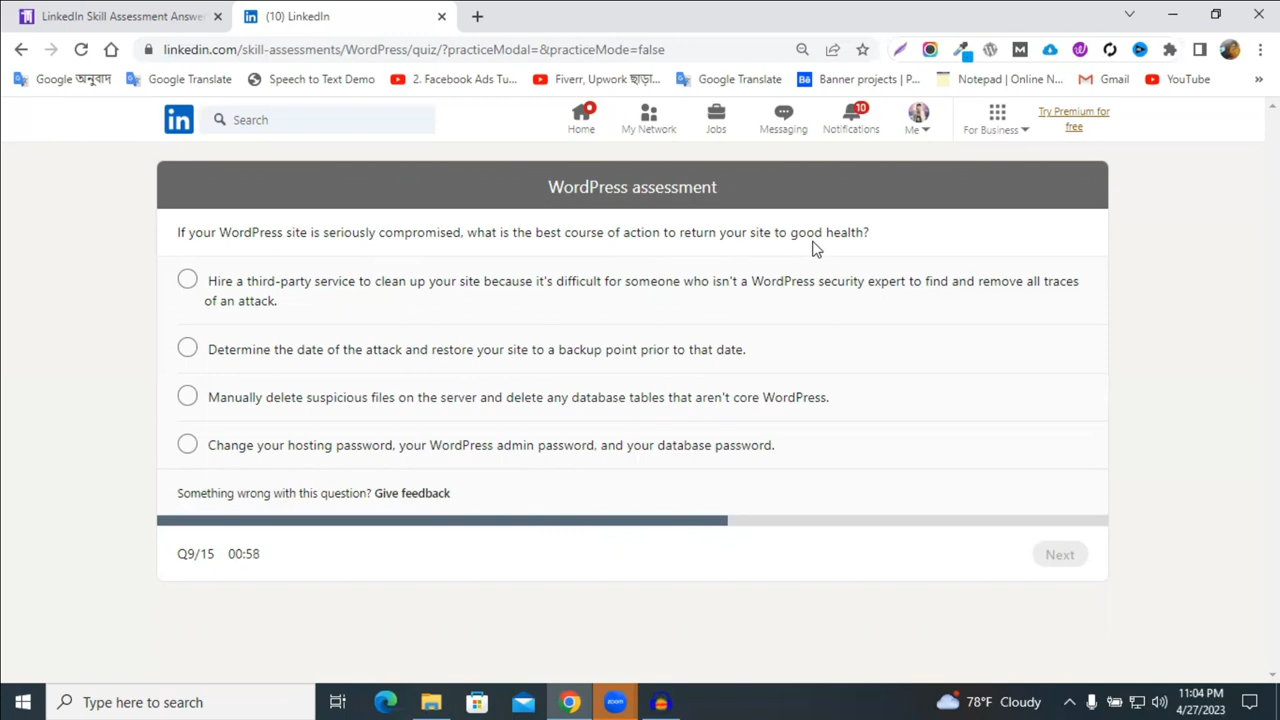 LinkedIn Skill Assessment Answer
(10) LinkedIn
linkedin.com/skill-assessments/WordPress/quiz/?practiceModal=&practiceMode=false
Google অনুবাদ
Google Translate
Speech to Text Demo
2. Facebook Ads Tu...
Fiverr, Upwork ছাড়া...
Google Translate
Banner projects | P...
Notepad | Online N...
Gmail
YouTube
Search
Home
My Network
Jobs
Messaging
10
Notifications
Me
For Business
Try Premium for
free
WordPress assessment
If your WordPress site is seriously compromised, what is the best course of action to return your site to good health?
Hire a third-party service to clean up your site because it's difficult for someone who isn't a WordPress security expert to find and remove all traces
of an attack.
Determine the date of the attack and restore your site to a backup point prior to that date.
Manually delete suspicious files on the server and delete any database tables that aren't core WordPress.
Change your hosting password, your WordPress admin password, and your database password.
Something wrong with this question? Give feedback
Q9/15 00:58
Next
Type here to search
zoom
78°F Cloudy
11:04 PM
4/27/2023